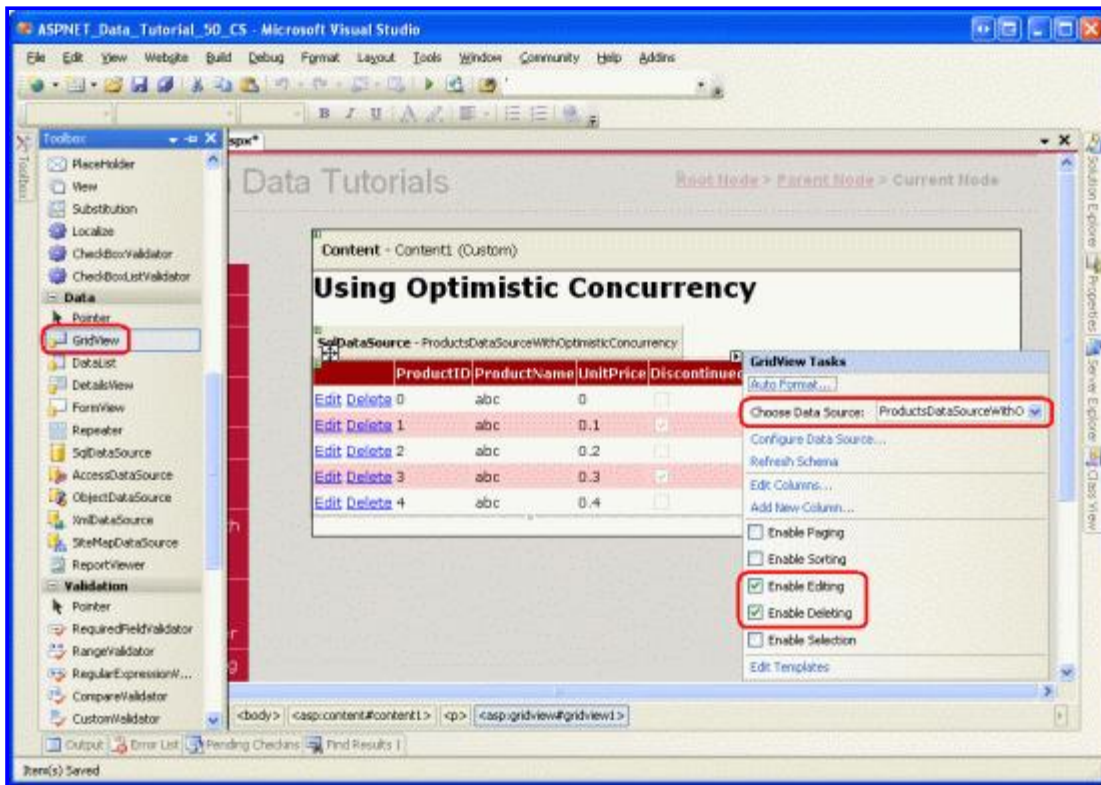 ASPNET_Data_Tutorial_50_CS - Microsoft Visual Studio
File Edit View Website Build Debug Format Layout Tools Window Community Help Addins
Toolbox
spx*
PlaceHolder
View
Substitution
Localize
CheckBoxValidator
CheckBoxListValidator
Data
Pointer
GridView
DataList
DetailsView
FormView
Repeater
SqlDataSource
AccessDataSource
ObjectDataSource
XmlDataSource
SiteMapDataSource
ReportViewer
Validation
Pointer
RequiredFieldValidator
RangeValidator
RegularExpressionV...
CompareValidator
CustomValidator
Toolbox
Data Tutorials
Root Node > Parent Node > Current Node
Content - Content1 (Custom)
Using Optimistic Concurrency
SqlDataSource - ProductsDataSourceWithOptimisticConcurrency
ProductID ProductName UnitPrice Discontinued
Edit Delete 0 abc 0
Edit Delete 1 abc 0.1
Edit Delete 2 abc 0.2
Edit Delete 3 abc 0.3
Edit Delete 4 abc 0.4
GridView Tasks
Auto Format...
Choose Data Source: ProductsDataSourceWithO
Configure Data Source...
Refresh Schema
Edit Columns...
Add New Column...
Enable Paging
Enable Sorting
Enable Editing
Enable Deleting
Enable Selection
Edit Templates
Solution Explorer
Properties
Server Explorer
Class View
<body> <asp:content#content1> <p> <asp:gridview#gridview1>
Output Error List Pending Checkins Find Results 1
Item(s) Saved